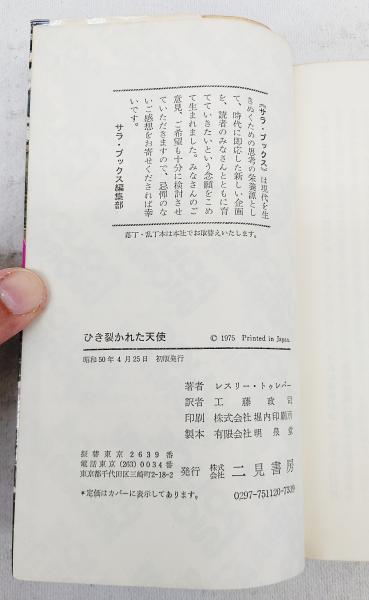 《サラ・ブックス》は現代を生
きぬくための思考の栄養源とし
て、時代に即応した新しい企画
を、読者のみなさんとともに育
てていきたいという念願をこめ
て生まれました。みなさんのご
意見、ご希望も十分に検討させ
ていただきますので、忌憚のな
いご感想をお寄せくだされば幸
いです。
サラ・ブックス編集部
落丁・乱丁本は本社でお取替えいたします。
ひき裂かれた天使
© 1975 Printed in Japan.
昭和50年4月25日 初版発行
著者 レスリー・トゥレバー
訳者 工藤政司
印刷 株式会社堀内印刷所
製本 有限会社明泉堂
振替東京2639番
電話東京(263)0034番
東京都千代田区三崎町2-18-2
発行 株式会社 二見書房
*定価はカバーに表示してあります。
0297-751120-7339